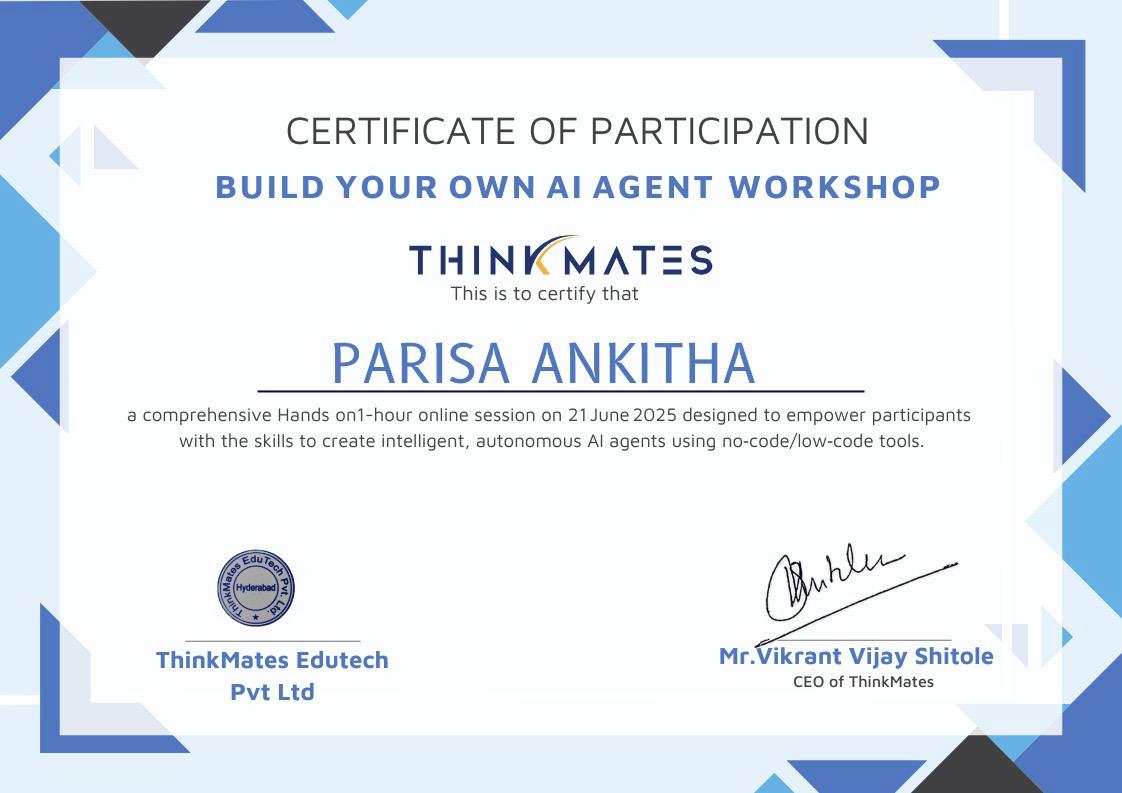 CERTIFICATE OF PARTICIPATION
BUILD YOUR OWN AI AGENT WORKSHOP
THINKMATES
This is to certify that
PARISA ANKITHA
a comprehensive Hands on1-hour online session on 21 June 2025 designed to empower participants
with the skills to create intelligent, autonomous AI agents using no-code/low-code tools.
ThinkMates EduTech Pvt. Ltd.
Hyderabad
ThinkMates Edutech
Pvt Ltd
Mr.Vikrant Vijay Shitole
CEO of ThinkMates